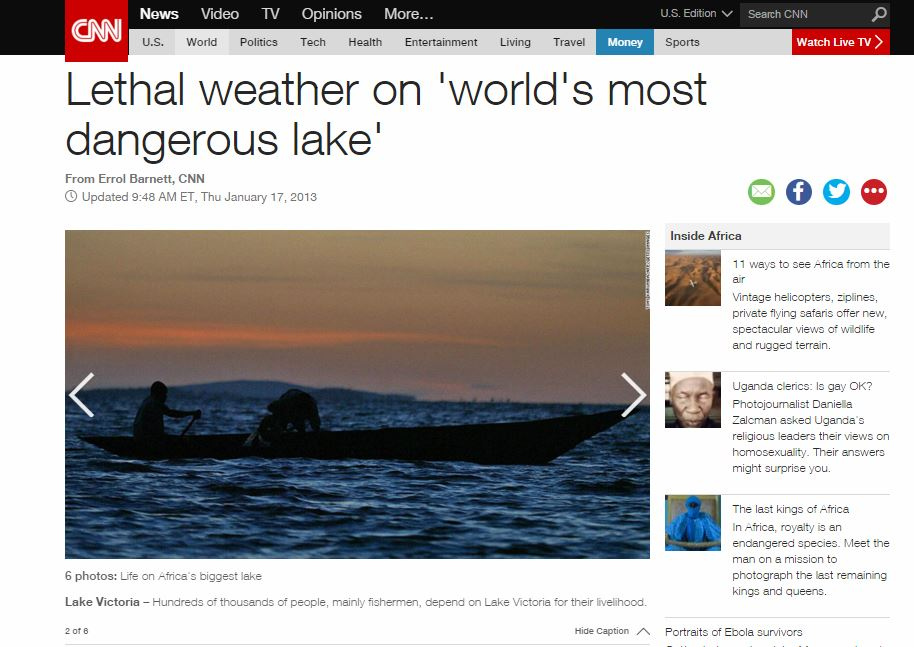 CNN
News Video TV Opinions More...
U.S. Edition
Search CNN
U.S. World Politics Tech Health Entertainment Living Travel Money Sports
Watch Live TV
Lethal weather on 'world's most
dangerous lake'
From Errol Barnett, CNN
Updated 9:48 AM ET, Thu January 17, 2013
6 photos: Life on Africa's biggest lake
Lake Victoria – Hundreds of thousands of people, mainly fishermen, depend on Lake Victoria for their livelihood.
2 of 6
Hide Caption
Inside Africa
11 ways to see Africa from the
air
Vintage helicopters, ziplines,
private flying safaris offer new,
spectacular views of wildlife
and rugged terrain.
Uganda clerics: Is gay OK?
Photojournalist Daniella
Zalcman asked Uganda's
religious leaders their views on
homosexuality. Their answers
might surprise you.
The last kings of Africa
In Africa, royalty is an
endangered species. Meet the
man on a mission to
photograph the last remaining
kings and queens.
Portraits of Ebola survivors